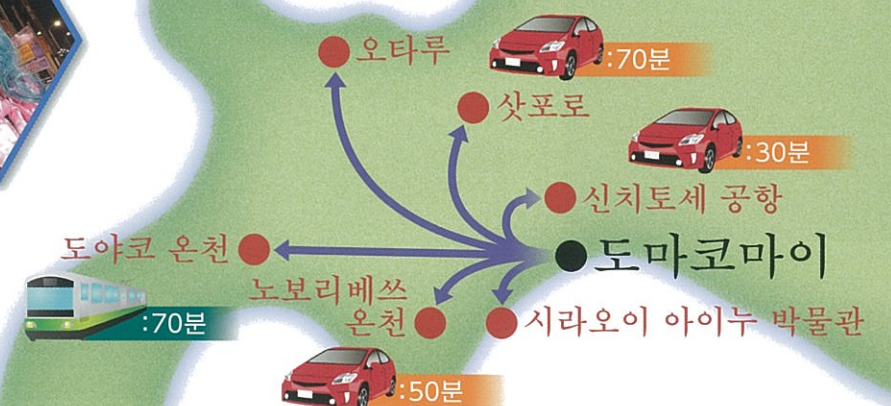 오타루
:70분
삿포로
:30분
신치토세 공항
도마코마이
도야코 온천
:70분
노보리베쓰
온천
시라오이 아이누 박물관
:50분